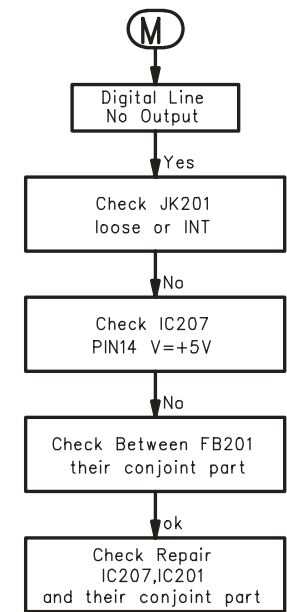 M
Digital Line
No Output
Yes
Check JK201
loose or INT
No
Check IC207
PIN14 V=+5V
No
Check Between FB201
their conjoint part
ok
Check Repair
IC207,IC201
and their conjoint part